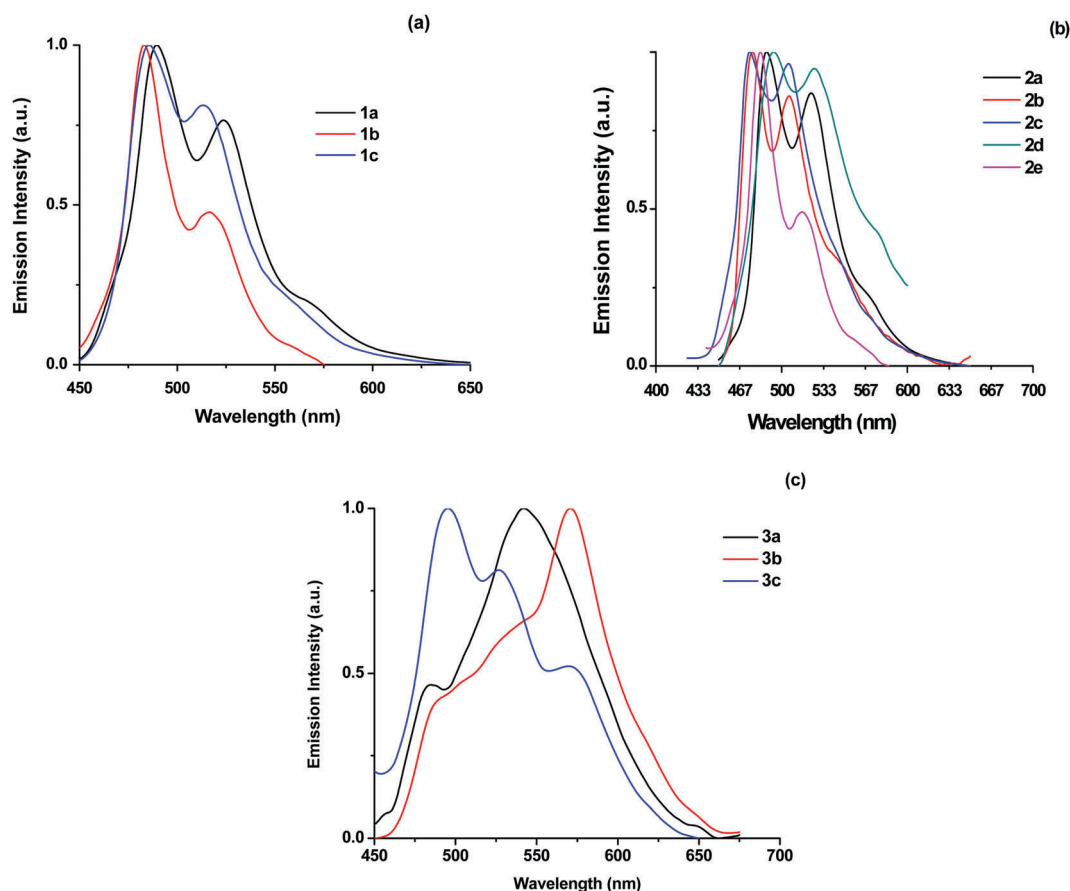 (a)
1.0
0.5
0.0
Emission Intensity (a.u.)
1a
1b
1c
450 500 550 600 650
Wavelength (nm)
(b)
0.5
0.0
Emission Intensity (a.u.)
2a
2b
2c
2d
2e
400 433 467 500 533 567 600 633 667 700
Wavelength (nm)
(c)
1.0
0.5
0.0
Emission Intensity (a.u.)
3a
3b
3c
450 500 550 600 650 700
Wavelength (nm)